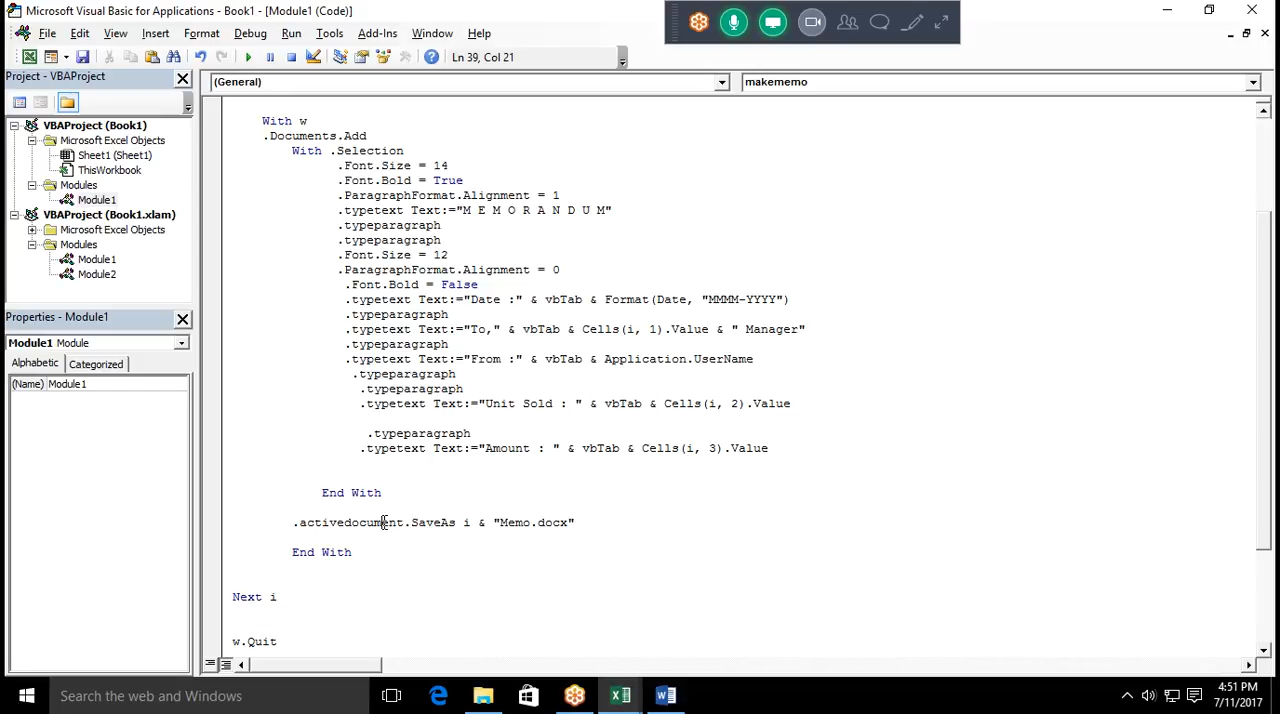 Microsoft Visual Basic for Applications - Book1 - [Module1 (Code)]
File Edit View Insert Format Debug Run Tools Add-Ins Window Help
Ln 39, Col 21
Project - VBAProject
(General) makememo
VBAProject (Book1)
Microsoft Excel Objects
Sheet1 (Sheet1)
ThisWorkbook
Modules
Module1
VBAProject (Book1.xlam)
Microsoft Excel Objects
Modules
Module1
Module2
Properties - Module1
Module1 Module
Alphabetic Categorized
(Name) Module1
With w
.Documents.Add
With .Selection
.Font.Size = 14
.Font.Bold = True
.ParagraphFormat.Alignment = 1
.typetext Text:="M E M O R A N D U M"
.typeparagraph
.typeparagraph
.Font.Size = 12
.ParagraphFormat.Alignment = 0
.Font.Bold = False
.typetext Text:="Date :" & vbTab & Format(Date, "MMMM-YYYY")
.typeparagraph
.typetext Text:="To," & vbTab & Cells(i, 1).Value & " Manager"
.typeparagraph
.typetext Text:="From :" & vbTab & Application.UserName
.typeparagraph
.typeparagraph
.typetext Text:="Unit Sold : " & vbTab & Cells(i, 2).Value
.typeparagraph
.typetext Text:="Amount : " & vbTab & Cells(i, 3).Value
End With
.activedocument.SaveAs i & "Memo.docx"
End With
Next i
w.Quit
Search the web and Windows
4:51 PM
7/11/2017